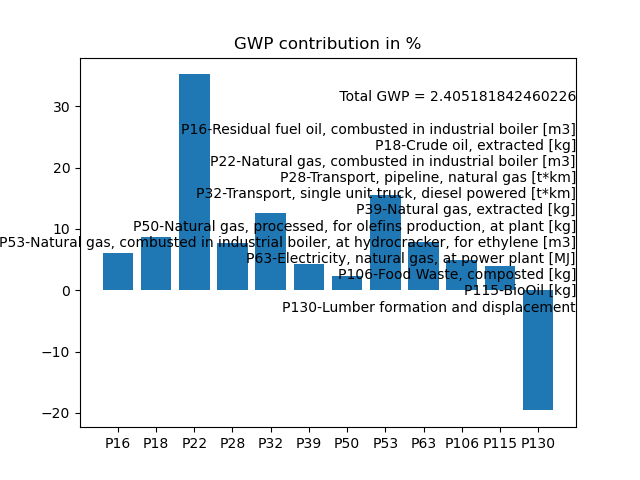 GWP contribution in %
Total GWP = 2.405181842460226
30
P16-Residual fuel oil, combusted in industrial boiler [m3]
P18-Crude oil, extracted [kg]
P22-Natural gas, combusted in industrial boiler [m3]
20
P28-Transport, pipeline, natural gas [t*km]
P32-Transport, single unit truck, diesel powered [t*km]
P39-Natural gas, extracted [kg]
10
P50-Natural gas, processed, for olefins production, at plant [kg]
P53-Natural gas, combusted in industrial boiler, at hydrocracker, for ethylene [m3]
P63-Electricity, natural gas, at power plant [MJ]
P106-Food Waste, composted [kg]
0
P115-BioOil [kg]
P130-Lumber formation and displacement
−10
−20
P16 P18 P22 P28 P32 P39 P50 P53 P63 P106 P115 P130